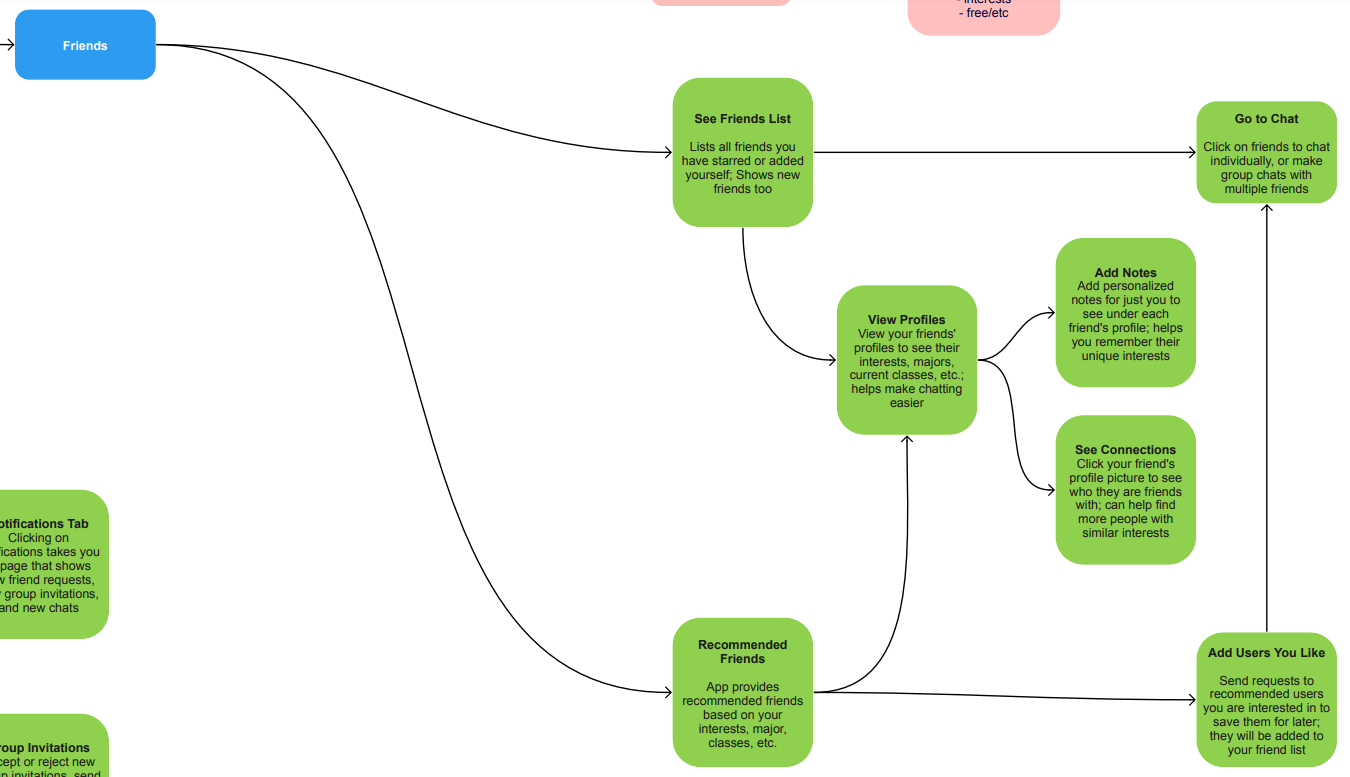 - interests
- free/etc
Friends
See Friends List
Lists all friends you
have starred or added
yourself; Shows new
friends too
Go to Chat
Click on friends to chat
individually, or make
group chats with
multiple friends
View Profiles
View your friends'
profiles to see their
interests, majors,
current classes, etc.;
helps make chatting
easier
Add Notes
Add personalized
notes for just you to
see under each
friend's profile; helps
you remember their
unique interests
See Connections
Click your friend's
profile picture to see
who they are friends
with; can help find
more people with
similar interests
otifications Tab
Clicking on
fications takes you
page that shows
w friend requests,
group invitations,
and new chats
Recommended
Friends
App provides
recommended friends
based on your
interests, major,
classes, etc.
Add Users You Like
Send requests to
recommended users
you are interested in to
save them for later;
they will be added to
your friend list
roup Invitations
cept or reject new
p invitations, send